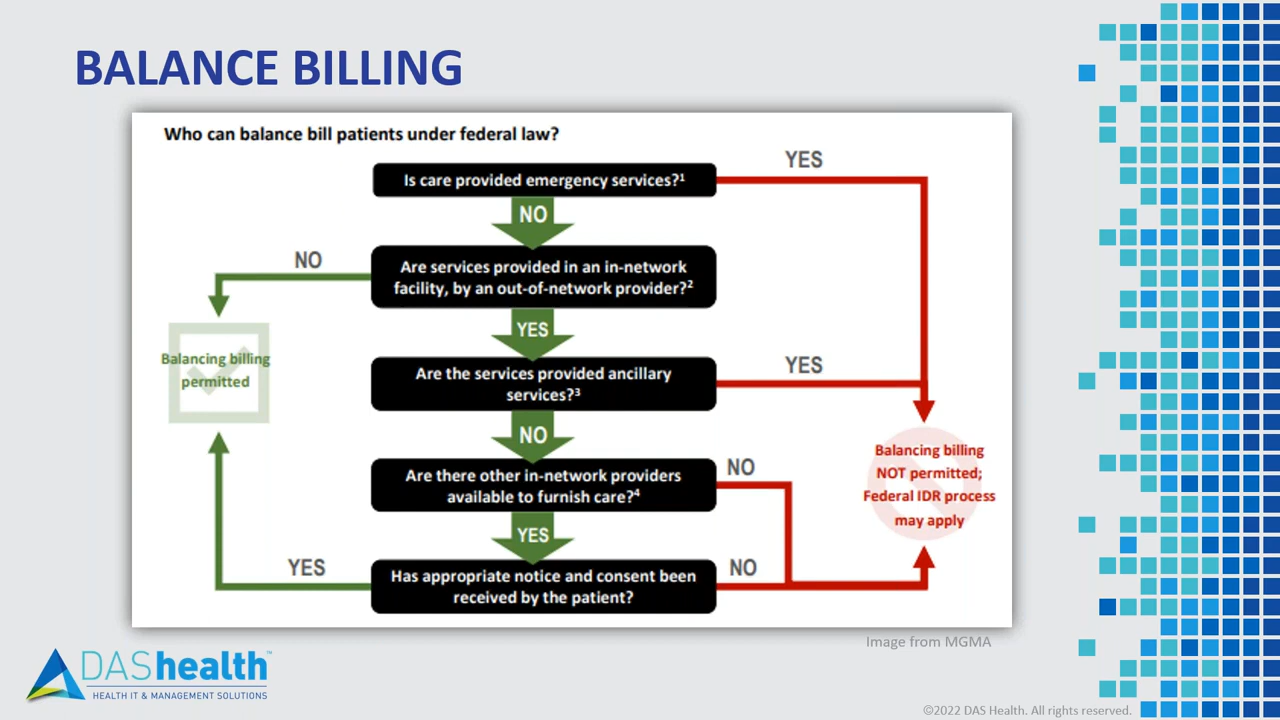 BALANCE BILLING
Who can balance bill patients under federal law?
YES
Is care provided emergency services?¹
NO
NO
Are services provided in an in-network
facility, by an out-of-network provider?²
YES
Balancing billing
permitted
YES
Are the services provided ancillary
services?³
NO
NO
Are there other in-network providers
available to furnish care?⁴
Balancing billing
NOT permitted;
Federal IDR process
may apply
YES
YES
NO
Has appropriate notice and consent been
received by the patient?
Image from MGMA
DAShealth™
HEALTH IT & MANAGEMENT SOLUTIONS
©2022 DAS Health. All rights reserved.